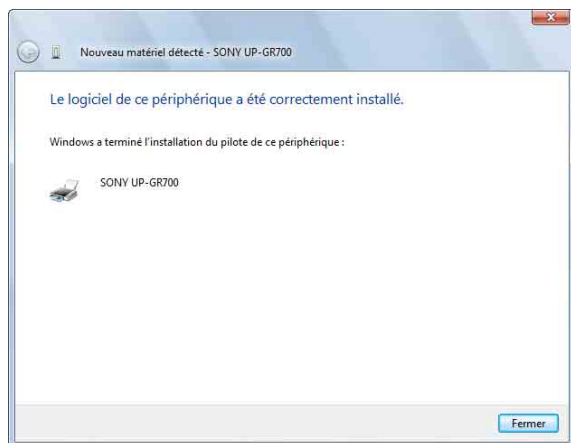 Nouveau matériel détecté - SONY UP-GR700
Le logiciel de ce périphérique a été correctement installé.
Windows a terminé l'installation du pilote de ce périphérique :
SONY UP-GR700
Fermer